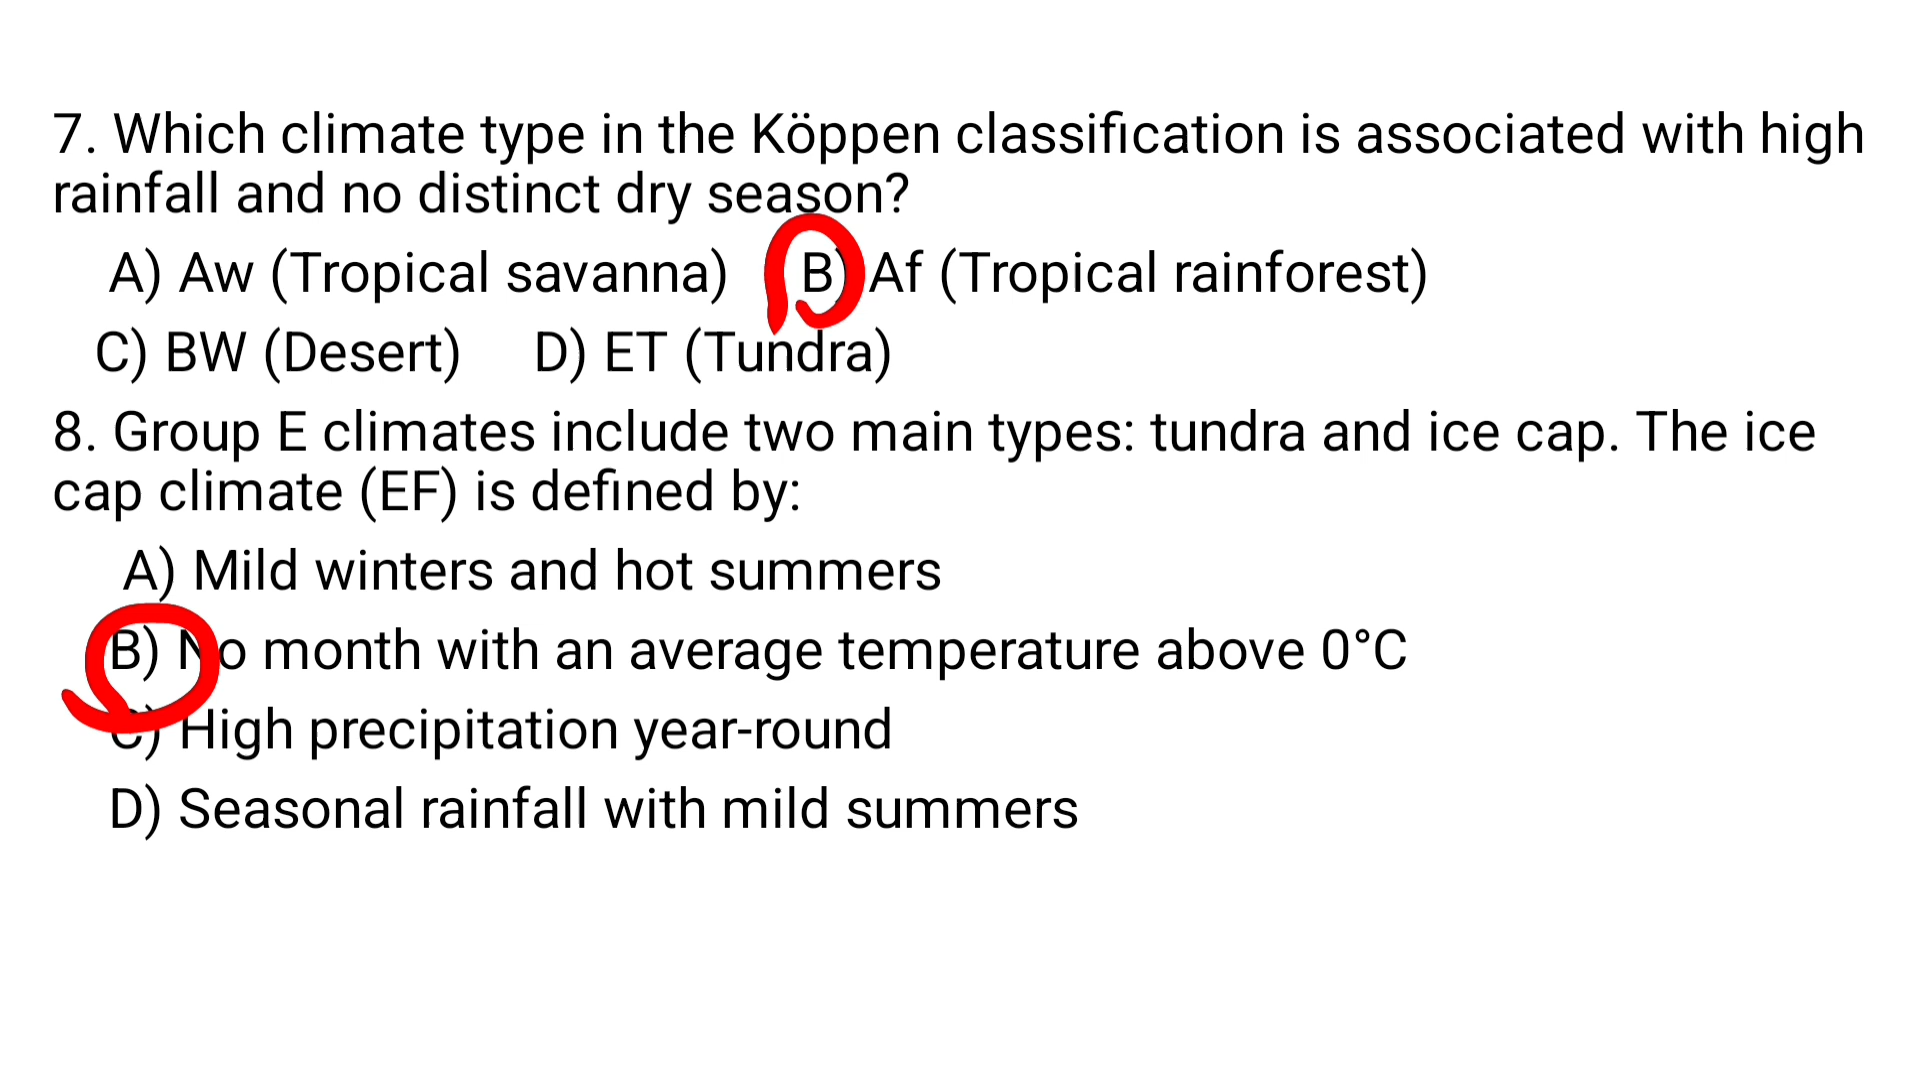 7. Which climate type in the Köppen classification is associated with high
rainfall and no distinct dry season?
A) Aw (Tropical savanna) B) Af (Tropical rainforest)
C) BW (Desert) D) ET (Tundra)
8. Group E climates include two main types: tundra and ice cap. The ice
cap climate (EF) is defined by:
A) Mild winters and hot summers
B) No month with an average temperature above 0°C
C) High precipitation year-round
D) Seasonal rainfall with mild summers